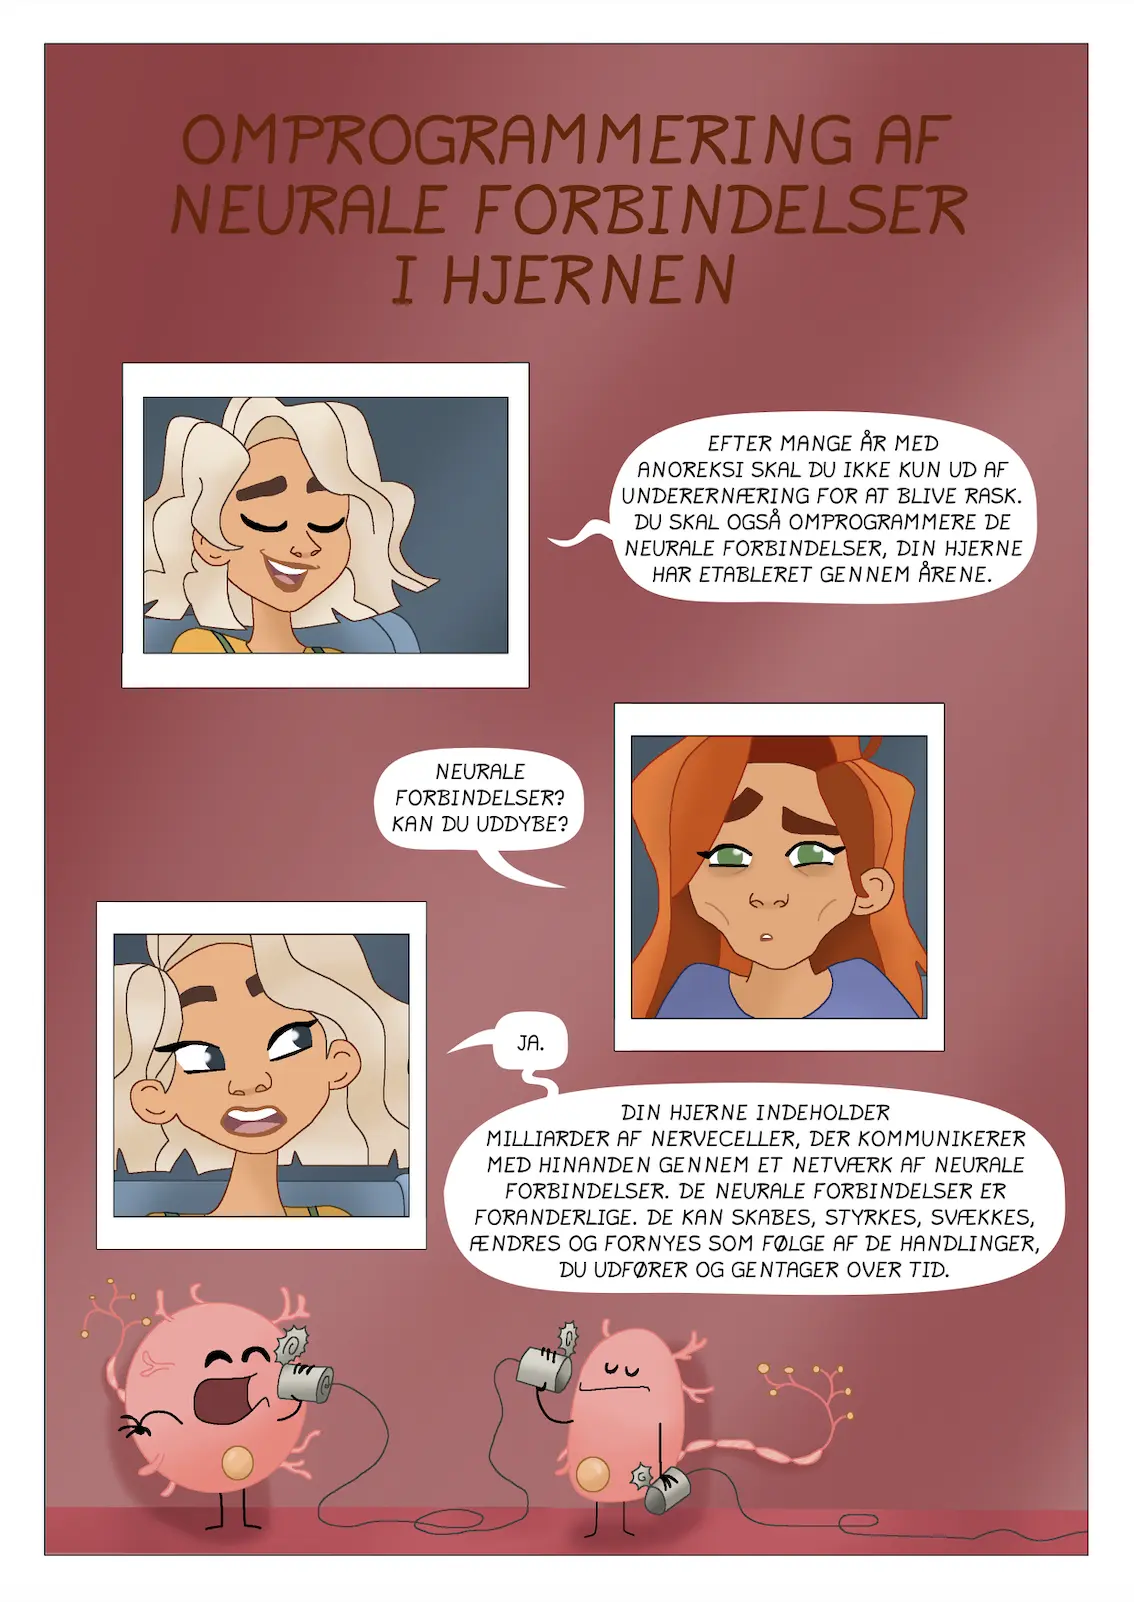 OMPROGRAMMERING AF
NEURALE FORBINDELSER
I HJERNEN
EFTER MANGE ÅR MED
ANOREKSI SKAL DU IKKE KUN UD AF
UNDERERNÆRING FOR AT BLIVE RASK.
DU SKAL OGSÅ OMPROGRAMMERE DE
NEURALE FORBINDELSER, DIN HJERNE
HAR ETABLERET GENNEM ÅRENE.
NEURALE
FORBINDELSER?
KAN DU UDDYBE?
JA.
DIN HJERNE INDEHOLDER
MILLIARDER AF NERVECELLER, DER KOMMUNIKERER
MED HINANDEN GENNEM ET NETVÆRK AF NEURALE
FORBINDELSER. DE NEURALE FORBINDELSER ER
FORANDERLIGE. DE KAN SKABES, STYRKES, SVÆKKES,
ÆNDRES OG FORNYES SOM FØLGE AF DE HANDLINGER,
DU UDFØRER OG GENTAGER OVER TID.